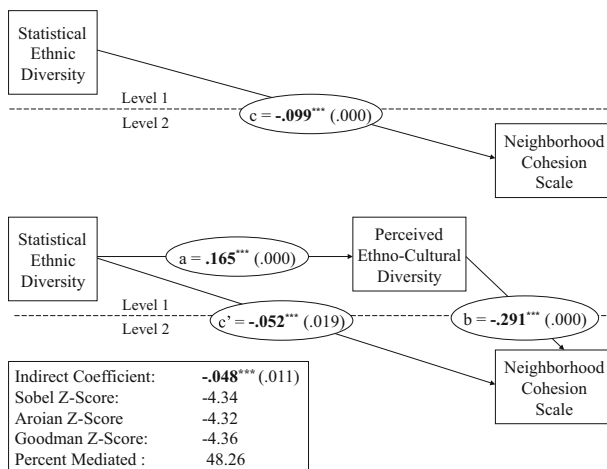 Statistical
Ethnic
Diversity
Level 1
Level 2
c = -.099*** (.000)
Neighborhood
Cohesion
Scale
Statistical
Ethnic
Diversity
a = .165*** (.000)
Perceived
Ethno-Cultural
Diversity
Level 1
Level 2
c' = -.052*** (.019)
b = -.291*** (.000)
Neighborhood
Cohesion
Scale
Indirect Coefficient: -.048*** (.011)
Sobel Z-Score: -4.34
Aroian Z-Score -4.32
Goodman Z-Score: -4.36
Percent Mediated : 48.26